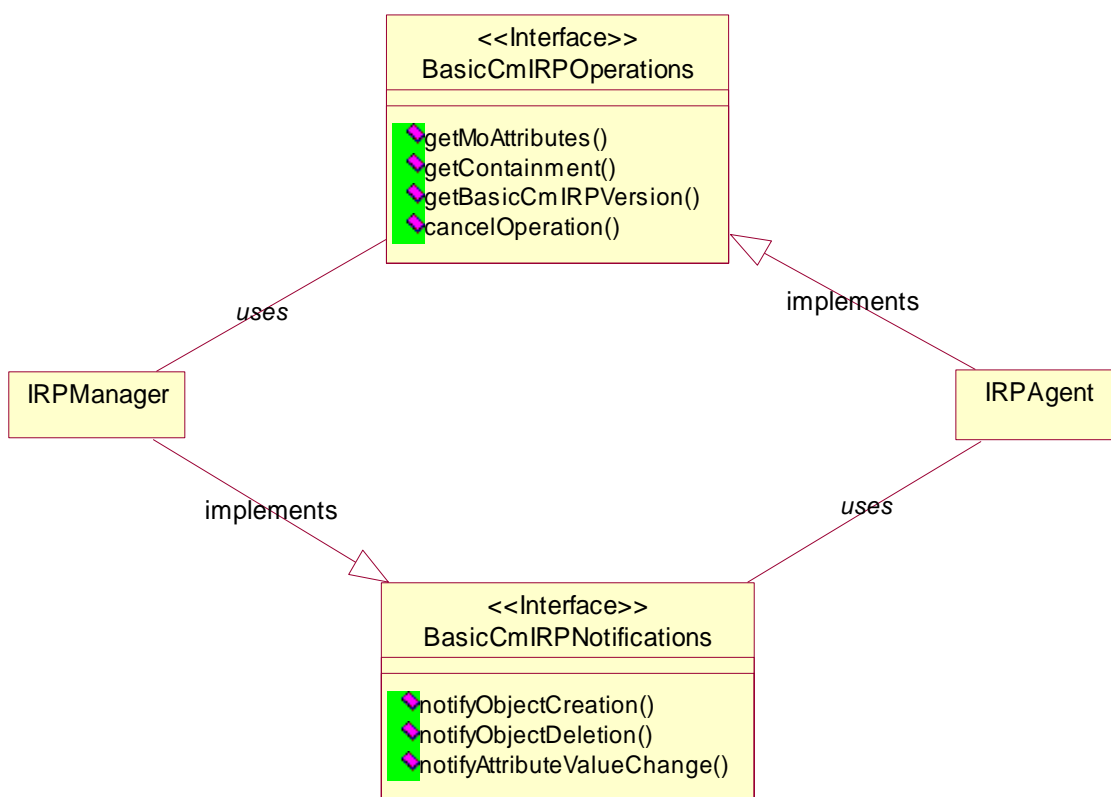 <<Interface>>
BasicCmIRPOperations
getMoAttributes()
getContainment()
getBasicCmIRPVersion()
cancelOperation()
uses
implements
IRPManager
IRPAgent
implements
uses
<<Interface>>
BasicCmIRPNotifications
notifyObjectCreation()
notifyObjectDeletion()
notifyAttributeValueChange()